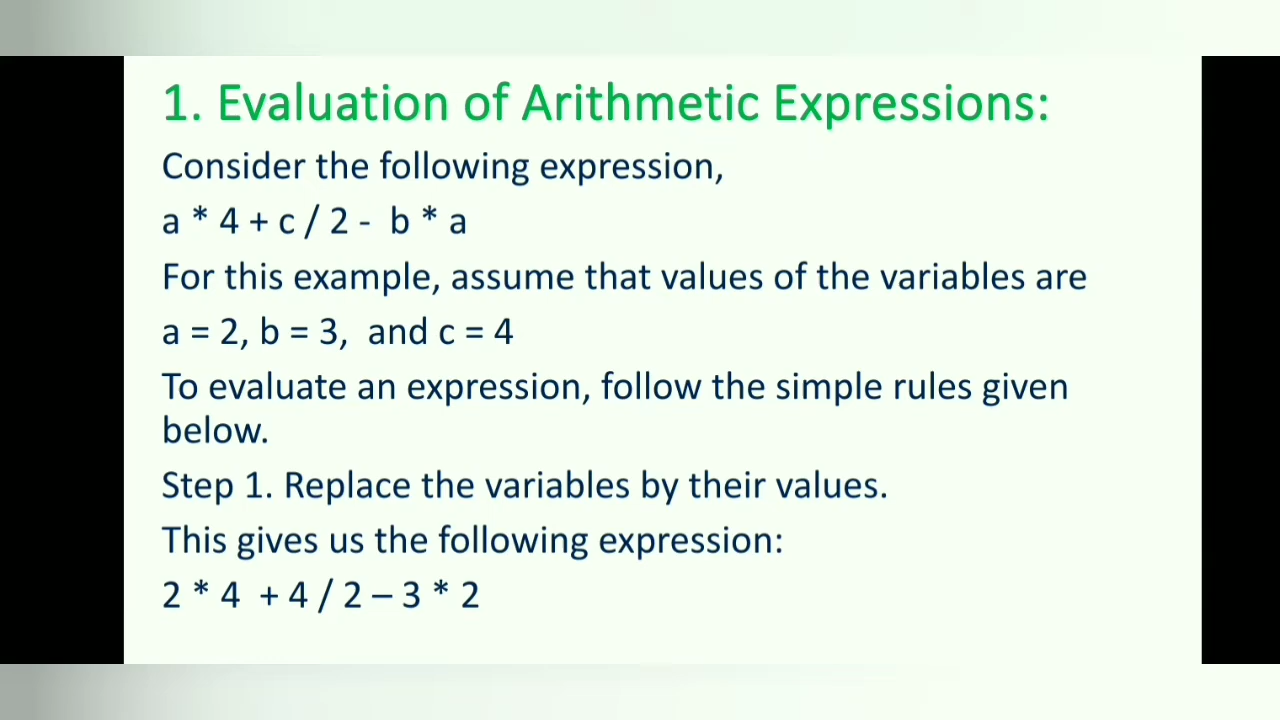 1. Evaluation of Arithmetic Expressions:
Consider the following expression,
a * 4 + c / 2 - b * a
For this example, assume that values of the variables are
a = 2, b = 3, and c = 4
To evaluate an expression, follow the simple rules given
below.
Step 1. Replace the variables by their values.
This gives us the following expression:
2 * 4 + 4 / 2 – 3 * 2